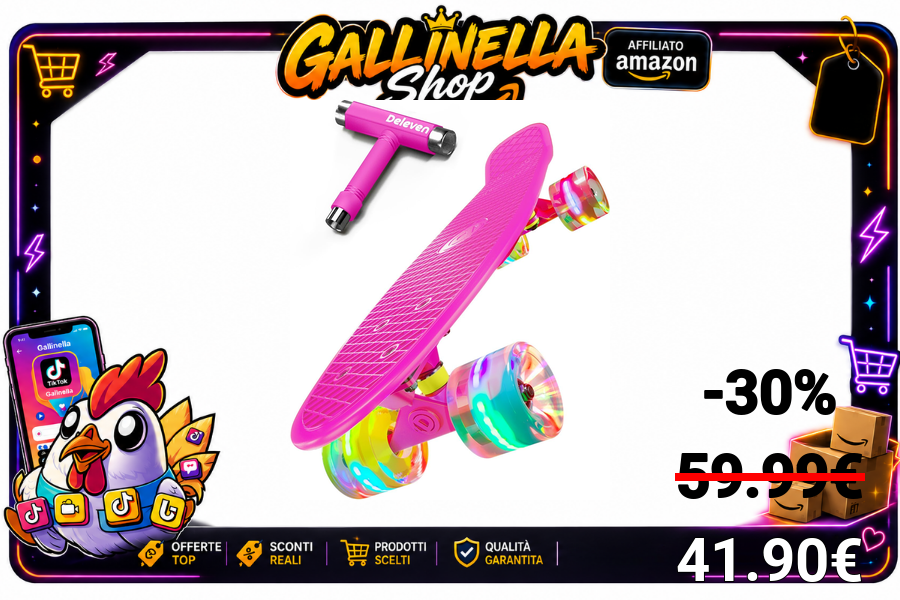 GALLINELLA
Shop
AFFILIATO
amazon
Deleven
Gallinella
TikTok
Gallinella
-30%
59.99€
41.90€
OFFERTE
TOP
SCONTI
REALI
PRODOTTI
SCELTI
QUALITÀ
GARANTITA